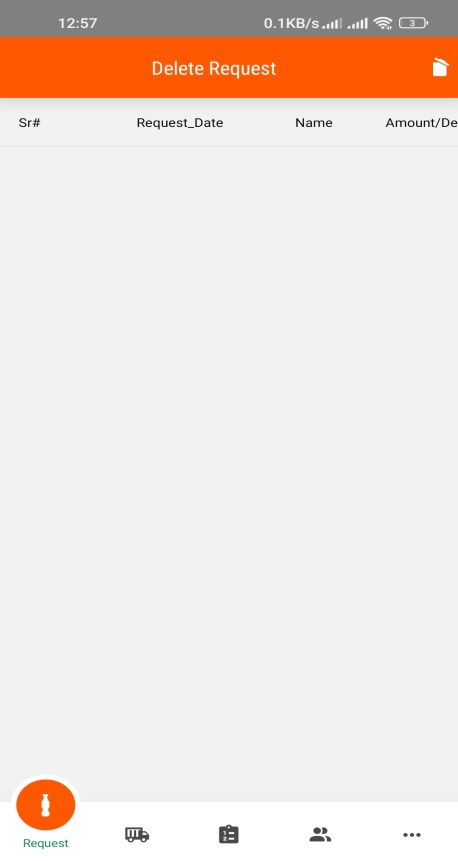 12:57 0.1KB/s 3
Delete Request
Sr# Request_Date Name Amount/De
Request